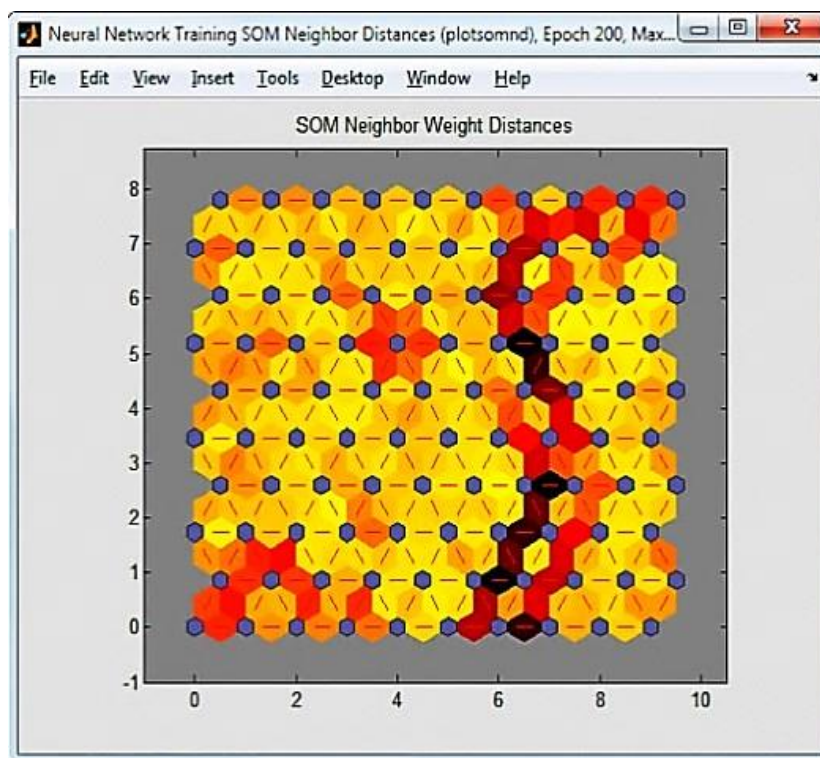 Neural Network Training SOM Neighbor Distances (plotsomnd), Epoch 200, Max...
File Edit View Insert Tools Desktop Window Help
SOM Neighbor Weight Distances
8
7
6
5
4
3
2
1
0
-1
0 2 4 6 8 10